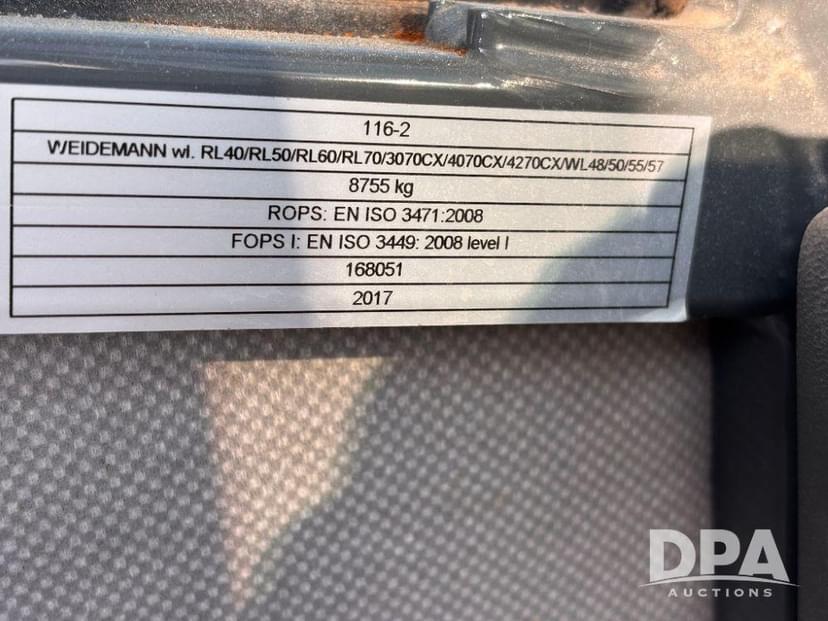 116-2
WEIDEMANN wl. RL40/RL50/RL60/RL70/3070CX/4070CX/4270CX/WL48/50/55/57
8755 kg
ROPS: EN ISO 3471:2008
FOPS I: EN ISO 3449: 2008 level I
168051
2017
DPA
AUCTIONS